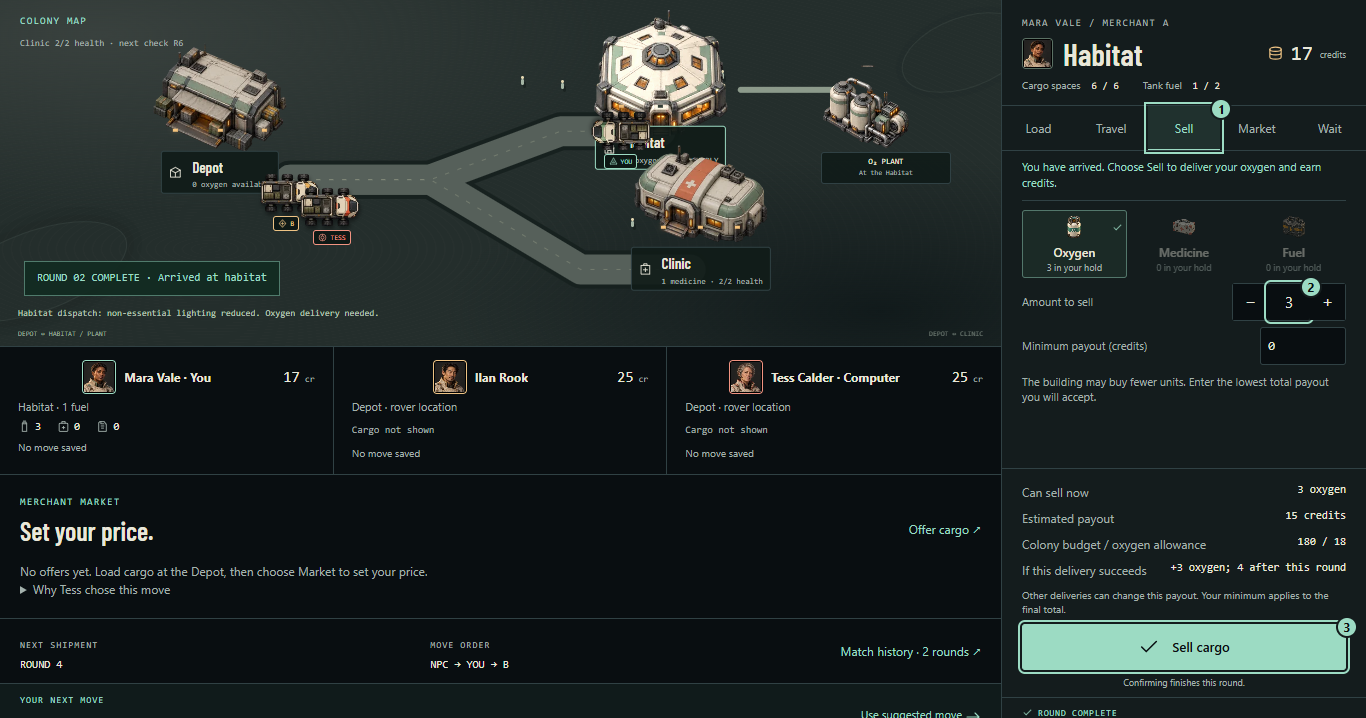 COLONY MAP
Clinic 2/2 health · next check R6
Depot
0 oxygen availab
B
TESS
tat
YOU
O₂ PLANT
At the Habitat
Clinic
1 medicine · 2/2 health
ROUND 02 COMPLETE · Arrived at habitat
Habitat dispatch: non-essential lighting reduced. Oxygen delivery needed.
DEPOT ↔ HABITAT / PLANT
DEPOT ↔ CLINIC
Mara Vale · You
17 cr
Habitat · 1 fuel
3 0 0
No move saved
Ilan Rook
25 cr
Depot · rover location
Cargo not shown
No move saved
Tess Calder · Computer
25 cr
Depot · rover location
Cargo not shown
No move saved
MERCHANT MARKET
Set your price.
Offer cargo ↗
No offers yet. Load cargo at the Depot, then choose Market to set your price.
▶ Why Tess chose this move
NEXT SHIPMENT
ROUND 4
MOVE ORDER
NPC → YOU → B
Match history · 2 rounds ↗
YOUR NEXT MOVE
Use suggested move →
MARA VALE / MERCHANT A
Habitat
17 credits
Cargo spaces 6 / 6 Tank fuel 1 / 2
Load Travel Sell Market Wait
1
You have arrived. Choose Sell to deliver your oxygen and earn
credits.
Oxygen
3 in your hold
Medicine
0 in your hold
Fuel
0 in your hold
Amount to sell
− 3 +
2
Minimum payout (credits)
0
The building may buy fewer units. Enter the lowest total payout
you will accept.
Can sell now 3 oxygen
Estimated payout 15 credits
Colony budget / oxygen allowance 180 / 18
If this delivery succeeds +3 oxygen; 4 after this round
Other deliveries can change this payout. Your minimum applies to the
final total.
3
Sell cargo
Confirming finishes this round.
✓ ROUND COMPLETE